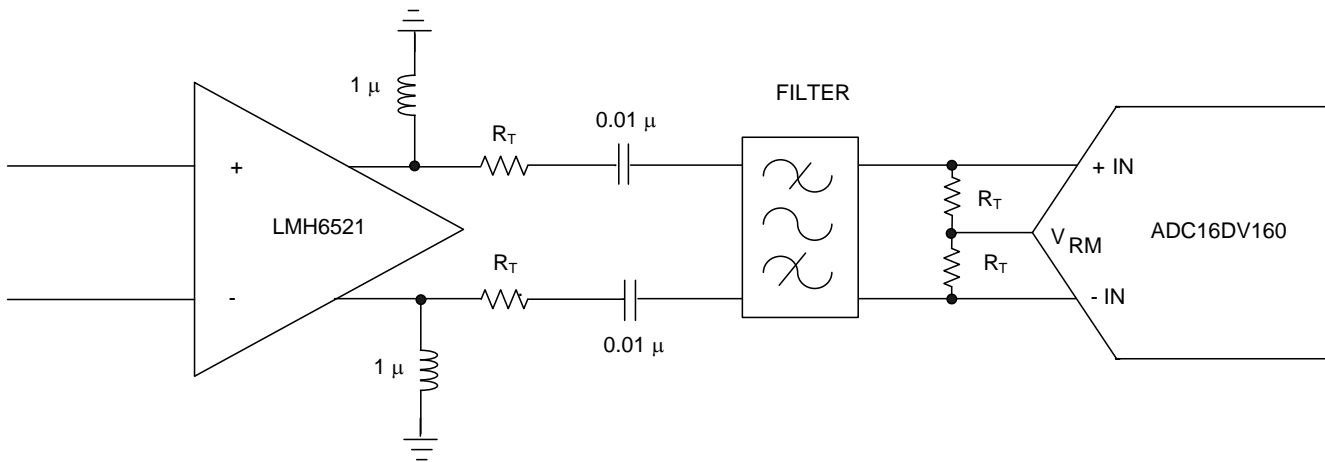 1 μ
R_T
0.01 μ
FILTER
+
LMH6521
-
+ IN
R_T
V_RM
ADC16DV160
R_T
- IN
R_T
0.01 μ
1 μ